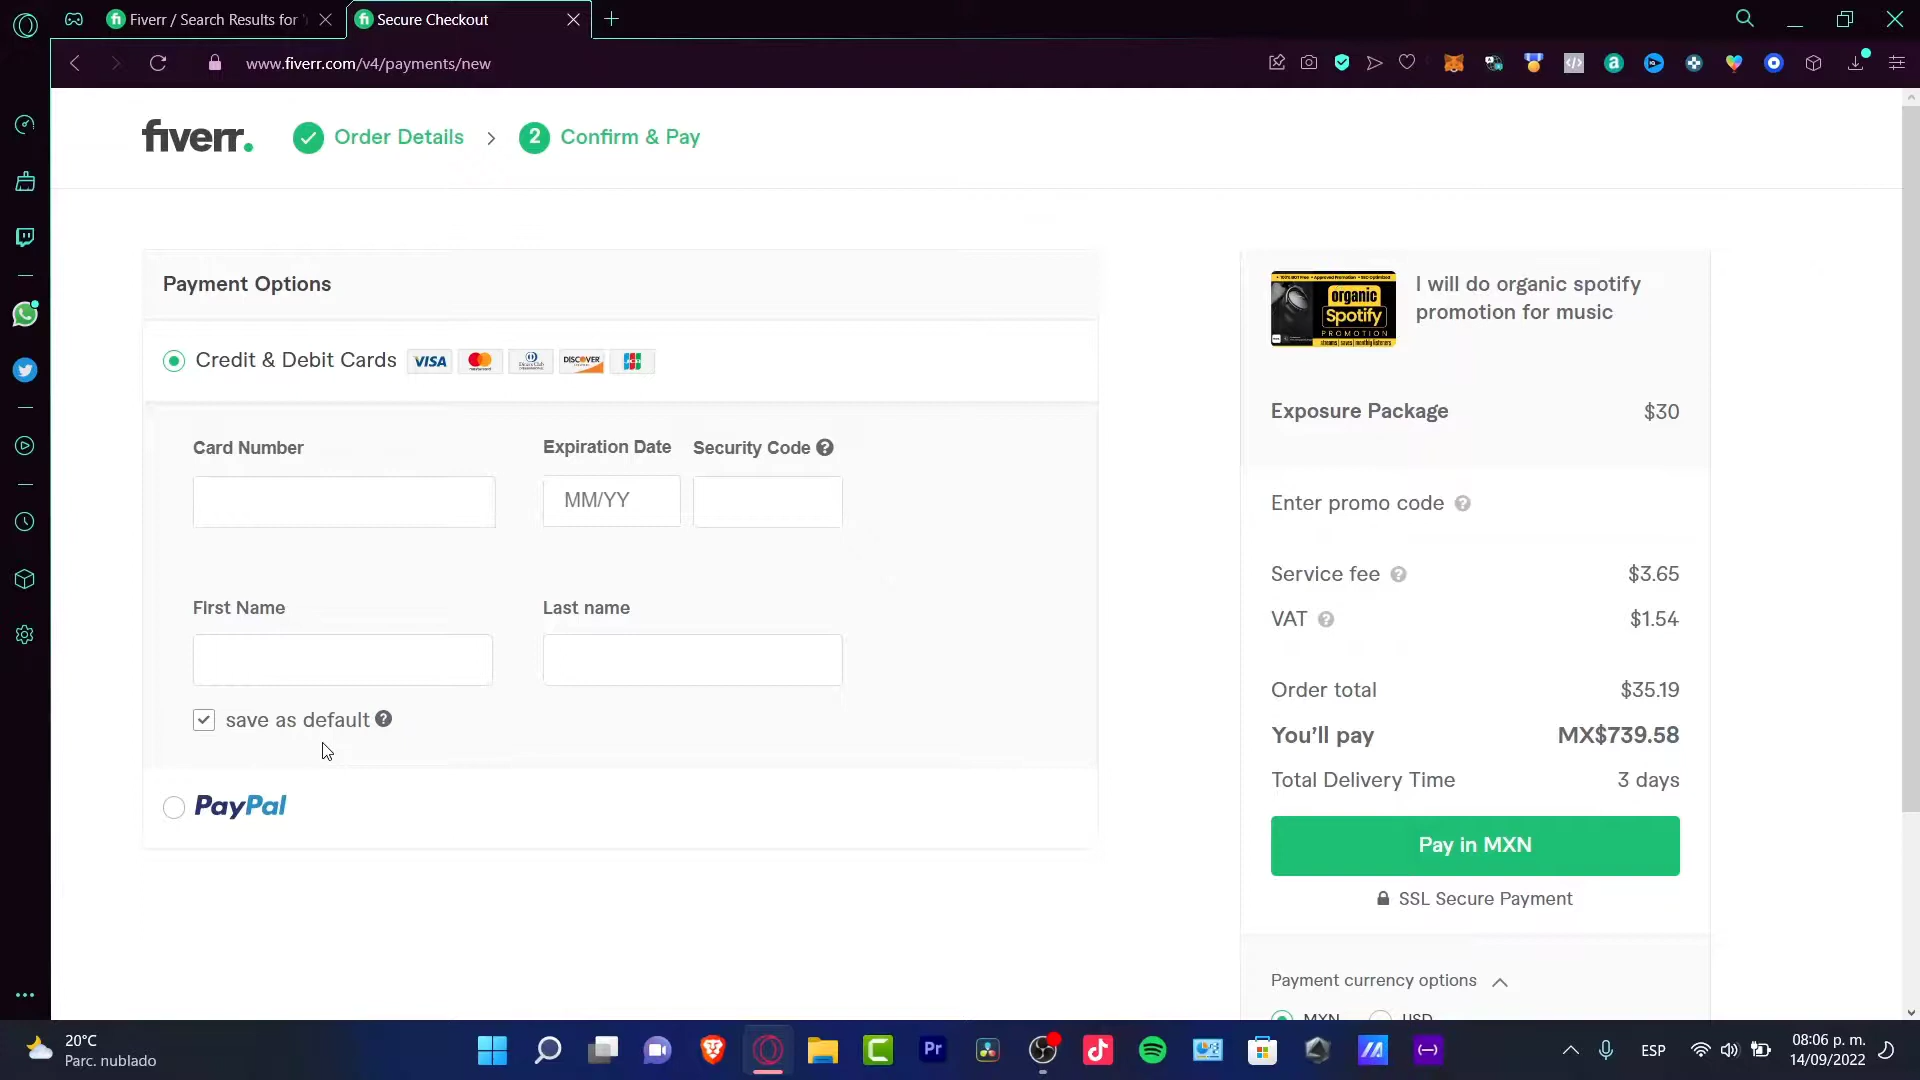 Fiverr / Search Results for '
Secure Checkout
www.fiverr.com/v4/payments/new
fiverr.
Order Details
2
Confirm & Pay
Payment Options
Credit & Debit Cards
VISA
DISCOVER
JCB
Card Number
Expiration Date
Security Code
MM/YY
First Name
Last name
save as default
PayPal
organic
Spotify
PROMOTION
I will do organic spotify
promotion for music
Exposure Package
$30
Enter promo code
Service fee
$3.65
VAT
$1.54
Order total
$35.19
You'll pay
MX$739.58
Total Delivery Time
3 days
Pay in MXN
SSL Secure Payment
Payment currency options
MXN
USD
20°C
Parc. nublado
Pr
ESP
08:06 p. m.
14/09/2022